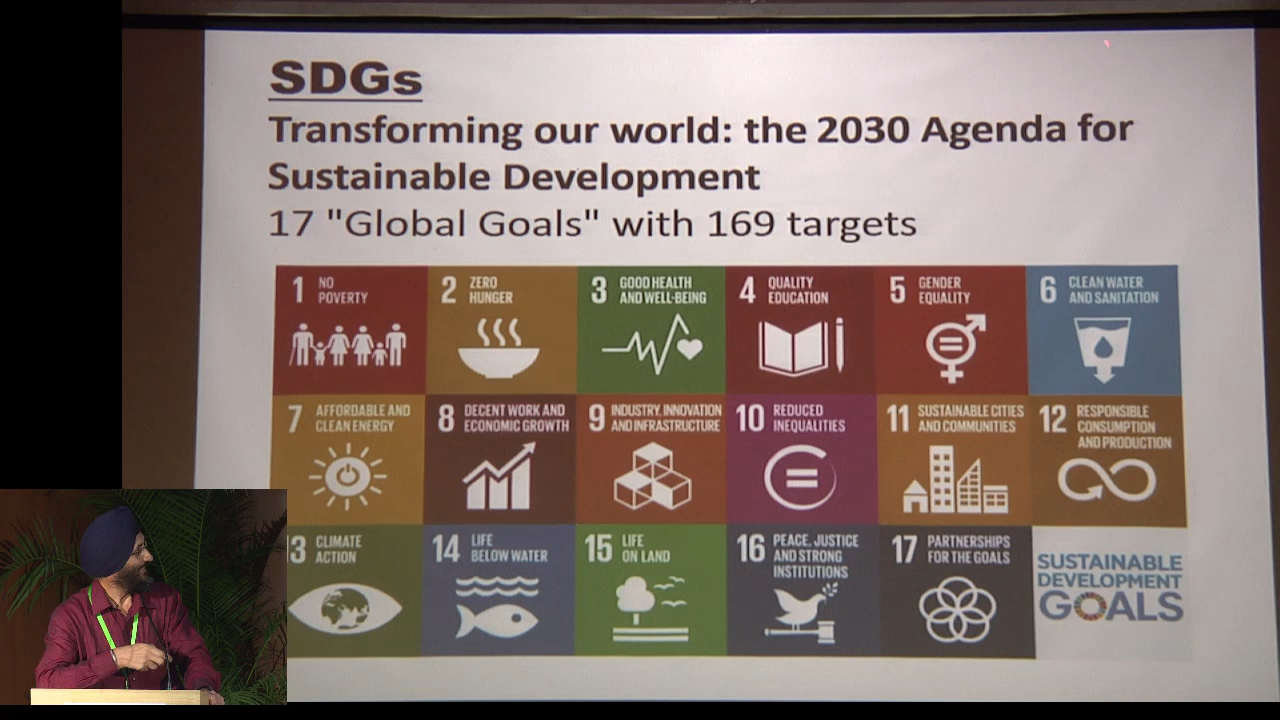 SDGs
Transforming our world: the 2030 Agenda for
Sustainable Development
17 "Global Goals" with 169 targets
1 NO
POVERTY
2 ZERO
HUNGER
3 GOOD HEALTH
AND WELL-BEING
4 QUALITY
EDUCATION
5 GENDER
EQUALITY
6 CLEAN WATER
AND SANITATION
7 AFFORDABLE AND
CLEAN ENERGY
8 DECENT WORK AND
ECONOMIC GROWTH
9 INDUSTRY, INNOVATION
AND INFRASTRUCTURE
10 REDUCED
INEQUALITIES
11 SUSTAINABLE CITIES
AND COMMUNITIES
12 RESPONSIBLE
CONSUMPTION
AND PRODUCTION
3 CLIMATE
ACTION
14 LIFE
BELOW WATER
15 LIFE
ON LAND
16 PEACE, JUSTICE
AND STRONG
INSTITUTIONS
17 PARTNERSHIPS
FOR THE GOALS
SUSTAINABLE
DEVELOPMENT
GOALS